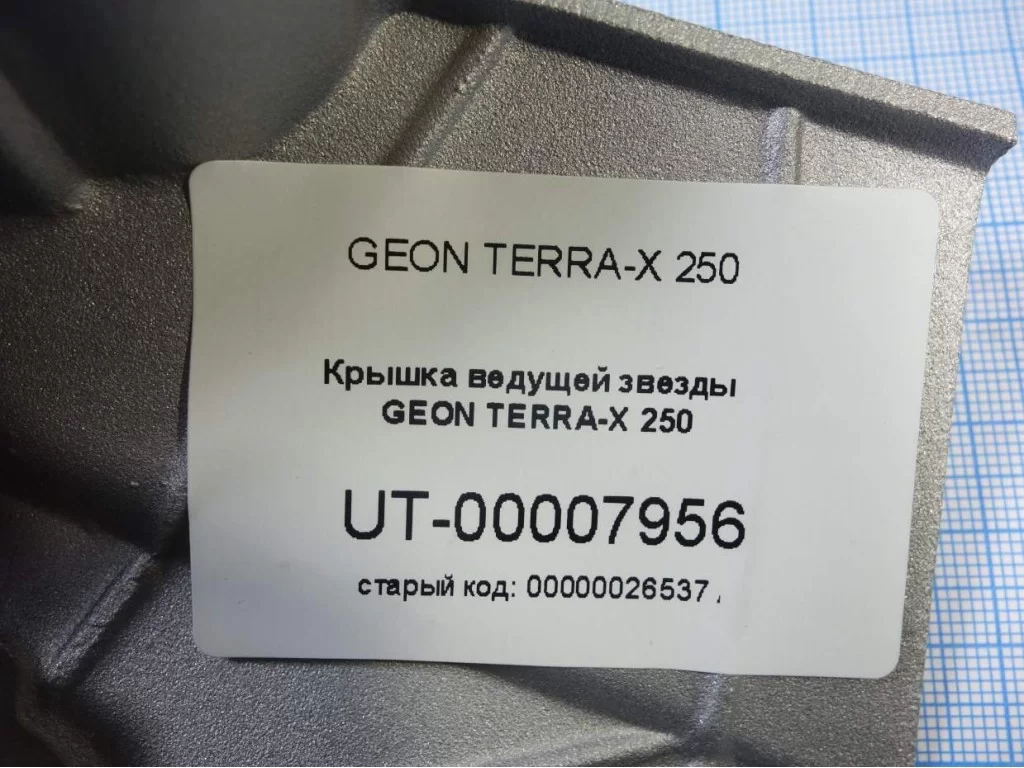 GEON TERRA-X 250
Крышка ведущей звезды
GEON TERRA-X 250
UT-00007956
старый код: 00000026537 ,